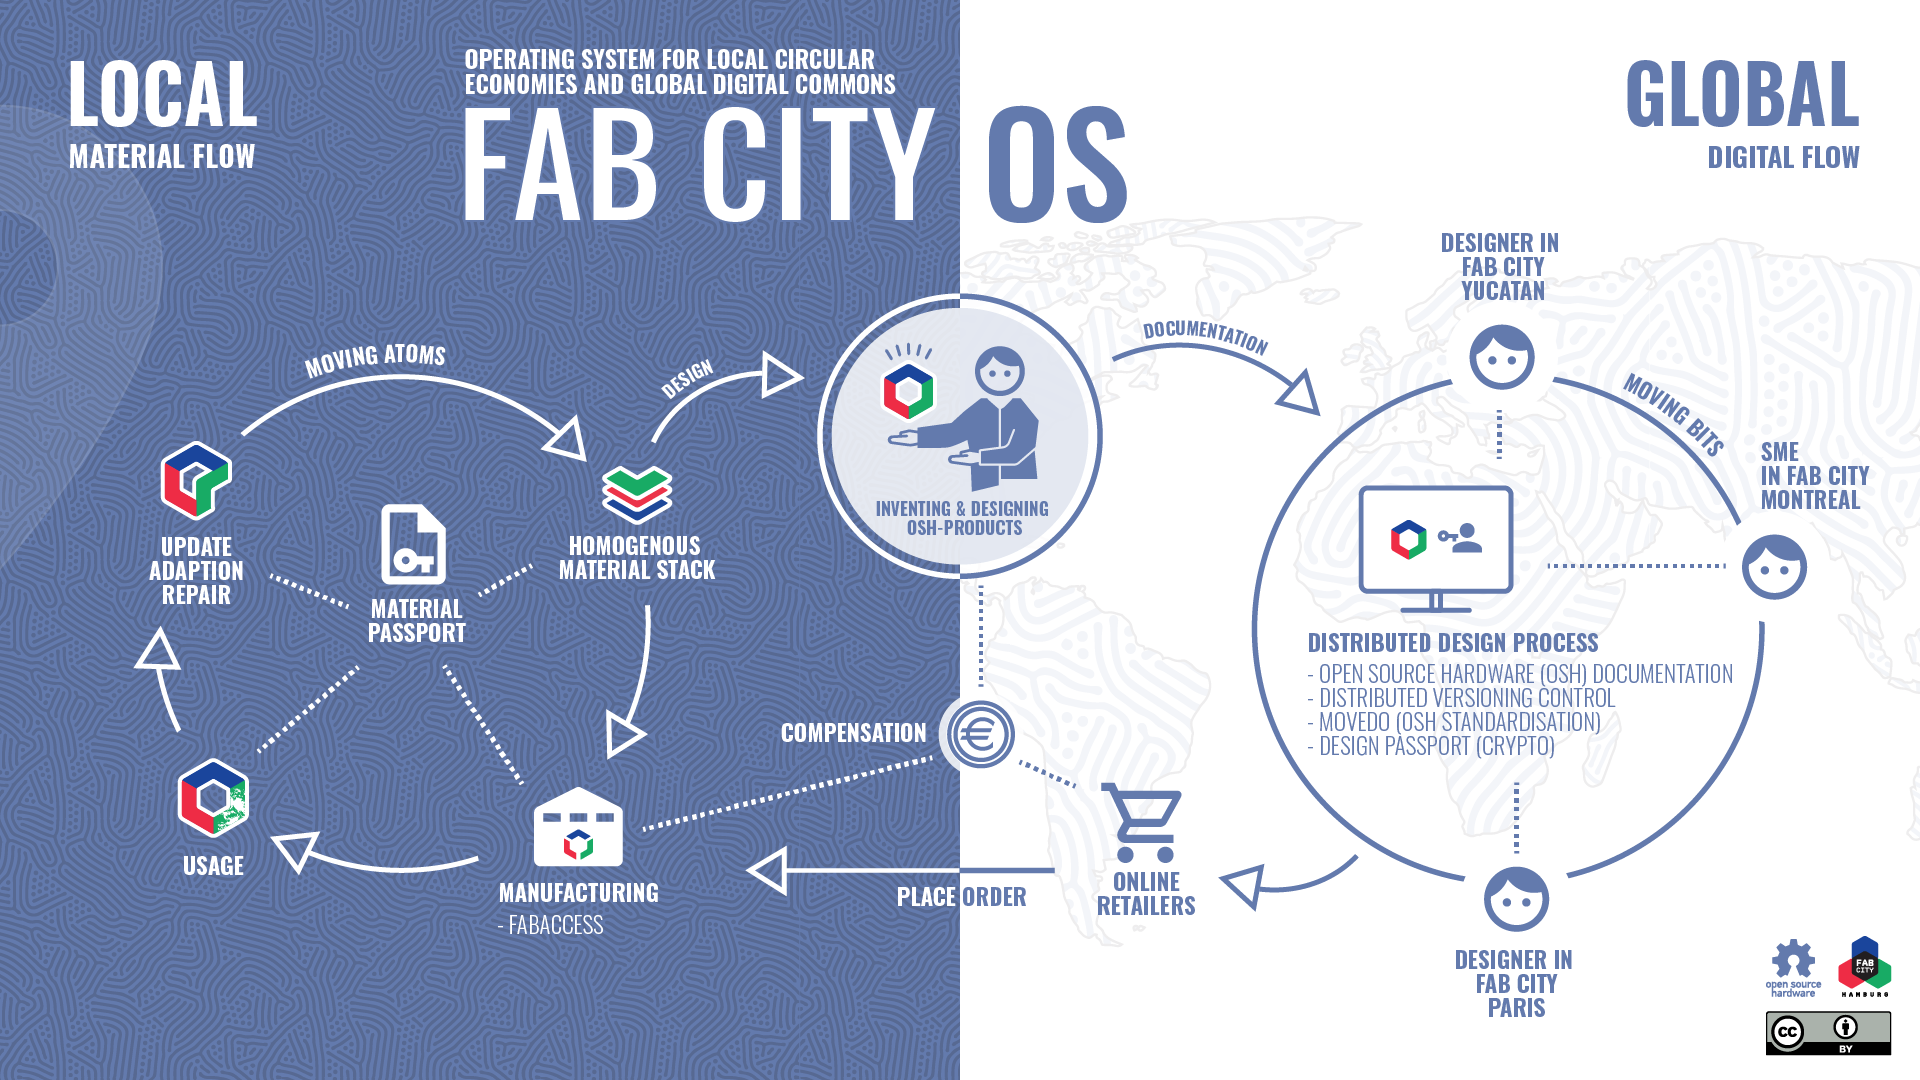 LOCAL
MATERIAL FLOW
OPERATING SYSTEM FOR LOCAL CIRCULAR
ECONOMIES AND GLOBAL DIGITAL COMMONS
FAB CITY OS
GLOBAL
DIGITAL FLOW
MOVING ATOMS
DESIGN
UPDATE
ADAPTION
REPAIR
MATERIAL
PASSPORT
HOMOGENOUS
MATERIAL STACK
USAGE
MANUFACTURING
- FABACCESS
INVENTING & DESIGNING
OSH-PRODUCTS
COMPENSATION
€
PLACE ORDER
ONLINE
RETAILERS
DOCUMENTATION
DESIGNER IN
FAB CITY
YUCATAN
MOVING BITS
SME
IN FAB CITY
MONTREAL
DISTRIBUTED DESIGN PROCESS
- OPEN SOURCE HARDWARE (OSH) DOCUMENTATION
- DISTRIBUTED VERSIONING CONTROL
- MOVEDO (OSH STANDARDISATION)
- DESIGN PASSPORT (CRYPTO)
DESIGNER IN
FAB CITY
PARIS
open source
hardware
FAB
CITY
HAMBURG
CC
BY